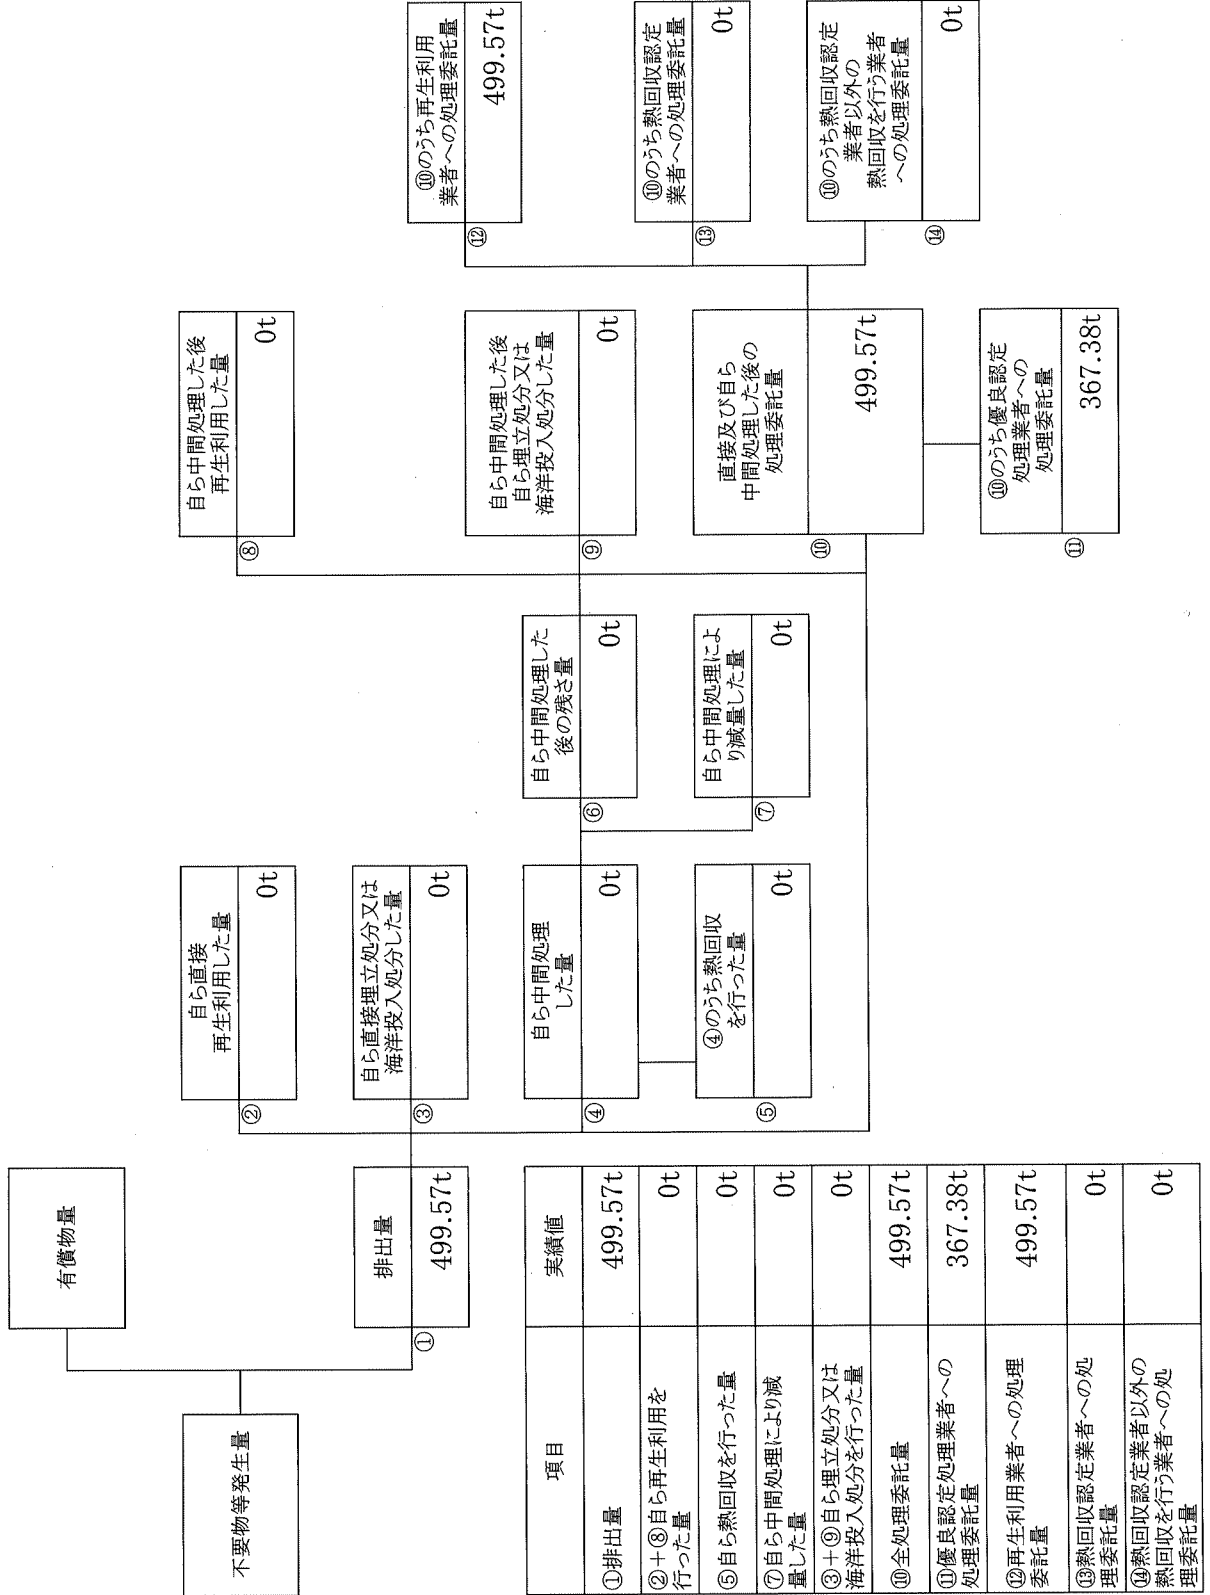 不要物等発生量
有償物量
①
排出量
499.57t
②
自ら直接
再生利用した量
0t
③
自ら直接埋立処分又は
海洋投入処分した量
0t
④
自ら中間処理
した量
0t
⑤
④のうち熱回収
を行った量
0t
⑥
自ら中間処理した
後の残さ量
0t
⑦
自ら中間処理によ
り減量した量
0t
⑧
自ら中間処理した後
再生利用した量
0t
⑨
自ら中間処理した後
自ら埋立処分又は
海洋投入処分した量
0t
⑩
直接及び自ら
中間処理した後の
処理委託量
499.57t
⑪
⑩のうち優良認定
処理業者への
処理委託量
367.38t
⑫
⑩のうち再生利用
業者への処理委託量
499.57t
⑬
⑩のうち熱回収認定
業者への処理委託量
0t
⑭
⑩のうち熱回収認定
業者以外の
熱回収を行う業者
への処理委託量
0t
項目
実績値
①排出量
499.57t
②+⑧自ら再生利用を
行った量
0t
⑤自ら熱回収を行った量
0t
⑦自ら中間処理により減
量した量
0t
③+⑨自ら埋立処分又は
海洋投入処分を行った量
0t
⑩全処理委託量
499.57t
⑪優良認定処理業者への
処理委託量
367.38t
⑫再生利用業者への処理
委託量
499.57t
⑬熱回収認定業者への処
理委託量
0t
⑭熱回収認定業者以外の
熱回収を行う業者への処
理委託量
0t